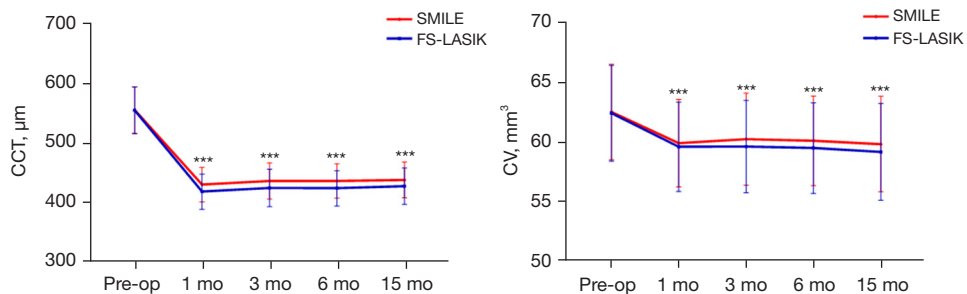 700
600
500
400
300
CCT, μm
SMILE
FS-LASIK
***
***
***
***
Pre-op
1 mo
3 mo
6 mo
15 mo
70
65
60
55
50
CV, mm³
SMILE
FS-LASIK
***
***
***
***
Pre-op
1 mo
3 mo
6 mo
15 mo